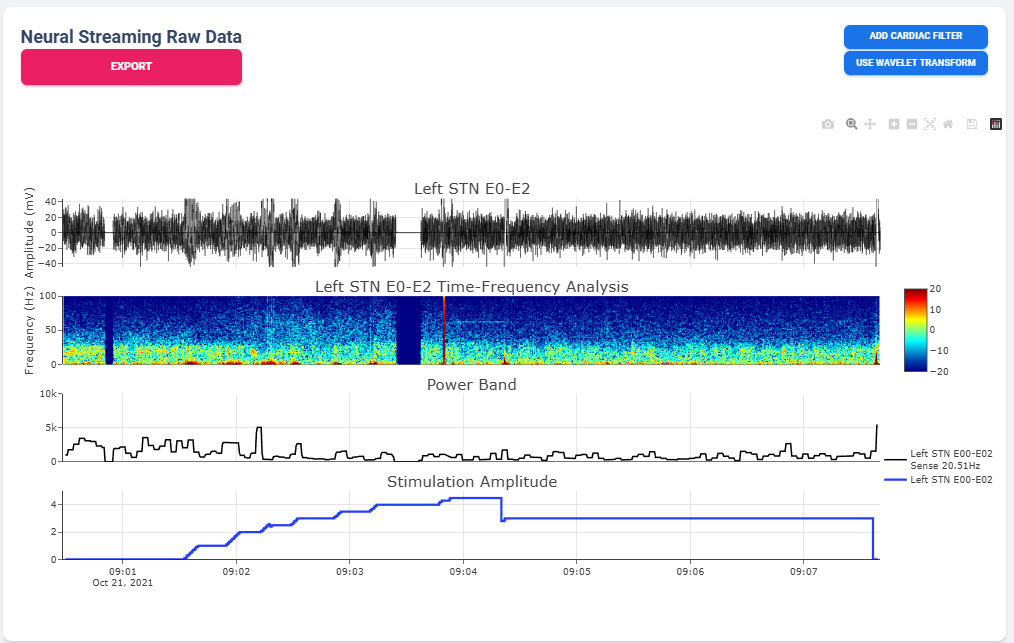 Neural Streaming Raw Data
EXPORT
ADD CARDIAC FILTER
USE WAVELET TRANSFORM
Left STN E0-E2
Amplitude (mV)
40
20
0
−20
−40
Left STN E0-E2 Time-Frequency Analysis
Frequency (Hz)
100
50
0
20
10
0
−10
−20
Power Band
10k
5k
0
Left STN E00-E02
Sense 20.51Hz
Left STN E00-E02
Stimulation Amplitude
4
2
0
09:01 09:02 09:03 09:04 09:05 09:06 09:07
Oct 21, 2021